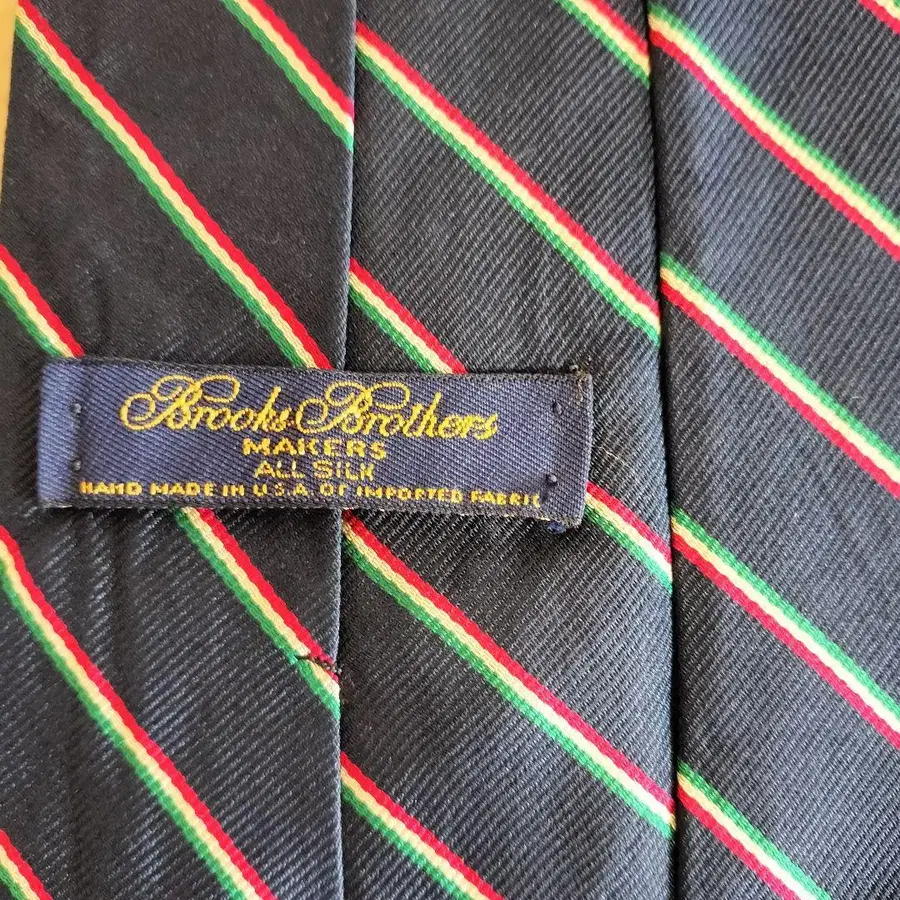 Brooks Brothers
MAKERS
ALL SILK
HAND MADE IN U.S.A. OF IMPORTED FABRIC